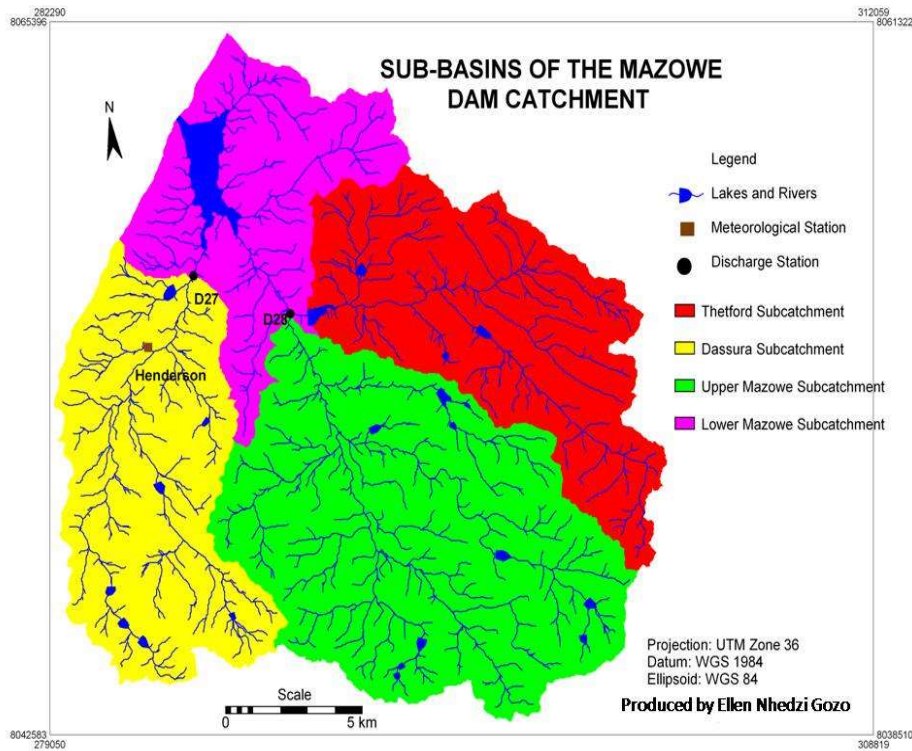 282290
312059
8065396
8061322
SUB-BASINS OF THE MAZOWE
DAM CATCHMENT
N
Legend
Lakes and Rivers
Meteorological Station
Discharge Station
D27
Thetford Subcatchment
D28
Dassura Subcatchment
Henderson
Upper Mazowe Subcatchment
Lower Mazowe Subcatchment
Projection: UTM Zone 36
Datum: WGS 1984
Ellipsoid: WGS 84
Produced by Ellen Nhedzi Gozo
Scale
0 5 km
8042583
8038510
279050
308819